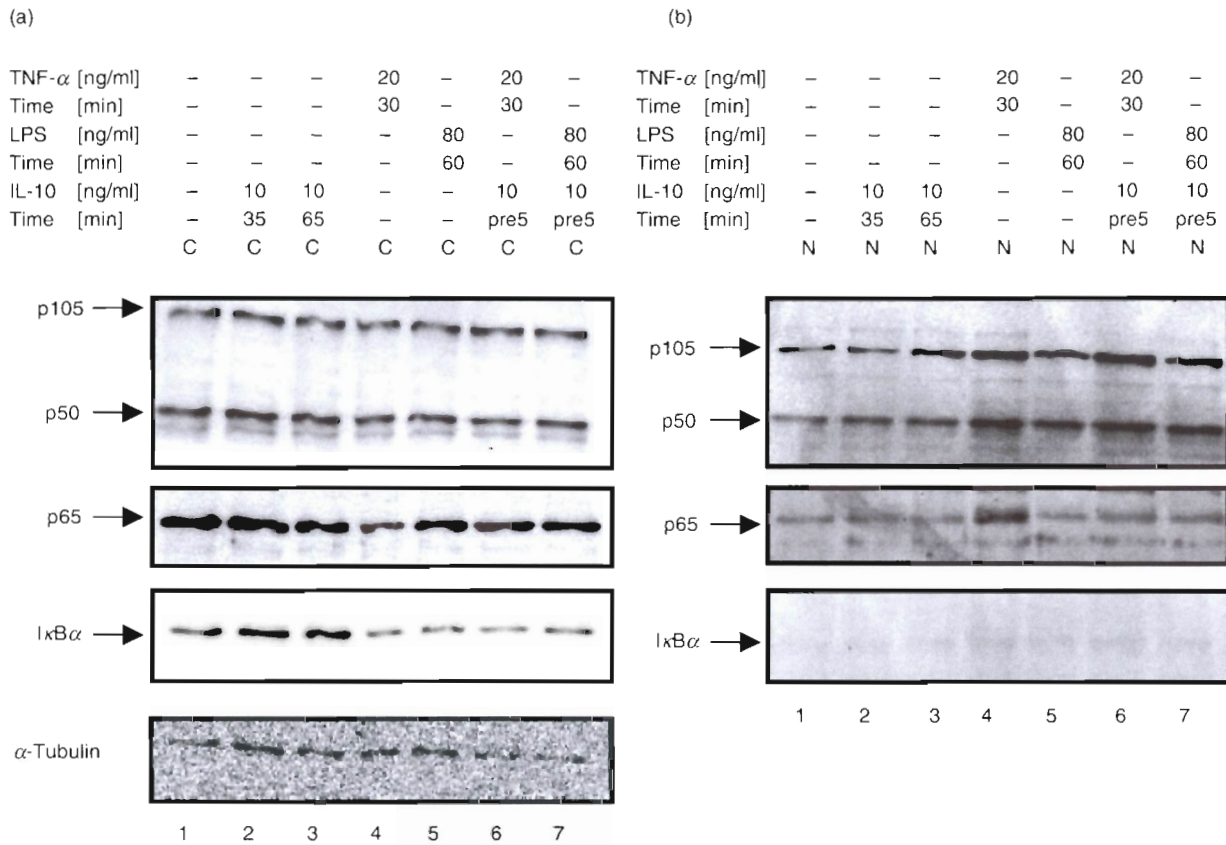 (a)
TNF-α [ng/ml] – – – 20 – 20 –
Time [min] – – – 30 – 30 –
LPS [ng/ml] – – – – 80 – 80
Time [min] – – – – 60 – 60
IL-10 [ng/ml] – 10 10 – – 10 10
Time [min] – 35 65 – – pre5 pre5
C C C C C C C
p105
p50
p65
IκBα
α-Tubulin
1 2 3 4 5 6 7
(b)
TNF-α [ng/ml] – – – 20 – 20 –
Time [min] – – – 30 – 30 –
LPS [ng/ml] – – – – 80 – 80
Time [min] – – – – 60 – 60
IL-10 [ng/ml] – 10 10 – – 10 10
Time [min] – 35 65 – – pre5 pre5
N N N N N N N
p105
p50
p65
IκBα
1 2 3 4 5 6 7